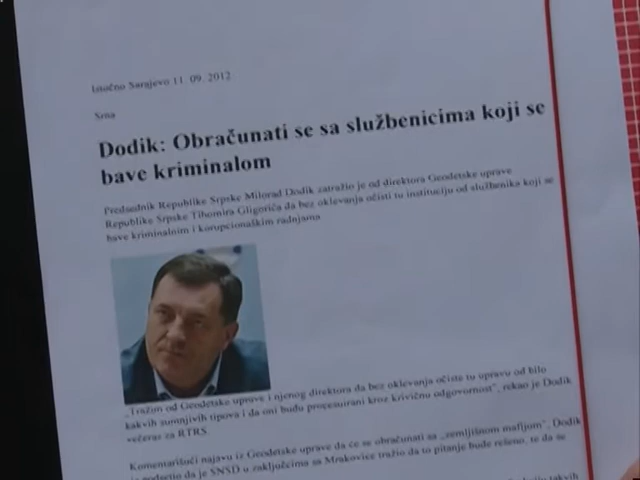 Istočno Sarajevo 11. 09. 2012
Srna
Dodik: Obračunati se sa službenicima koji se
bave kriminalom
Predsednik Republike Srpske Milorad Dodik zatražio je od direktora Geodetske uprave
Republike Srpske Tihomira Gligorića da bez oklevanja očisti tu instituciju od službenika koji se
bave kriminalnim i korupcionaškim radnjama
„Tražim od Geodetske uprave i njenog direktora da bez oklevanja očiste tu upravu od bilo
kakvih sumnjivih tipova i da oni budu procesuirani kroz krivičnu odgovornost", rekao je Dodik
večeras za RTRS.
Komentarišući najavu iz Geodetske uprave da će se obračunati sa „zemljišnom mafijom", Dodik
je podsetio da je SNSD u zaključcima sa Mrakovice tražio da to pitanje bude rešeno, te da se
takvih